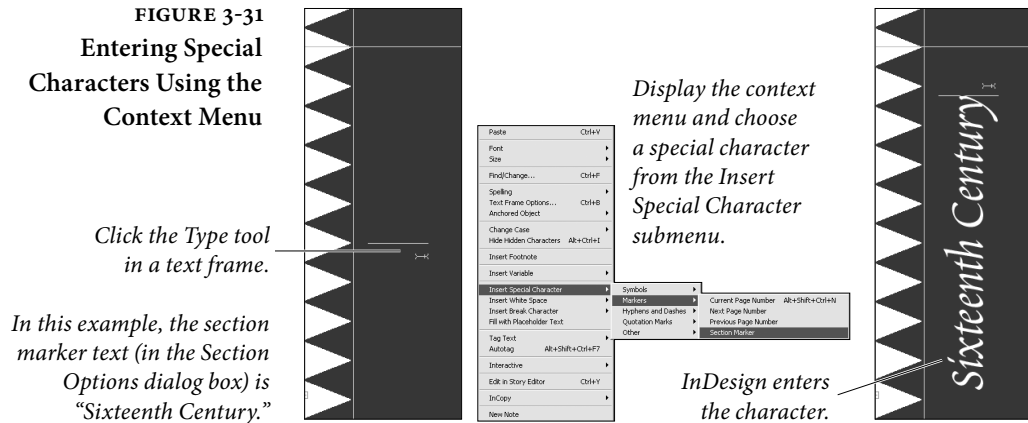 FIGURE 3-31
Entering Special
Characters Using the
Context Menu
Click the Type tool
in a text frame.
In this example, the section
marker text (in the Section
Options dialog box) is
“Sixteenth Century.”
Paste Ctrl+V
Font
Size
Find/Change... Ctrl+F
Spelling
Text Frame Options... Ctrl+B
Anchored Object
Change Case
Hide Hidden Characters Alt+Ctrl+I
Insert Footnote
Insert Variable
Insert Special Character
Insert White Space
Insert Break Character
Fill with Placeholder Text
Tag Text
Autotag Alt+Shift+Ctrl+F7
Interactive
Edit in Story Editor Ctrl+Y
InCopy
New Note
Symbols
Markers
Hyphens and Dashes
Quotation Marks
Other
Current Page Number Alt+Shift+Ctrl+N
Next Page Number
Previous Page Number
Section Marker
Display the context
menu and choose
a special character
from the Insert
Special Character
submenu.
InDesign enters
the character.
Sixteenth Century